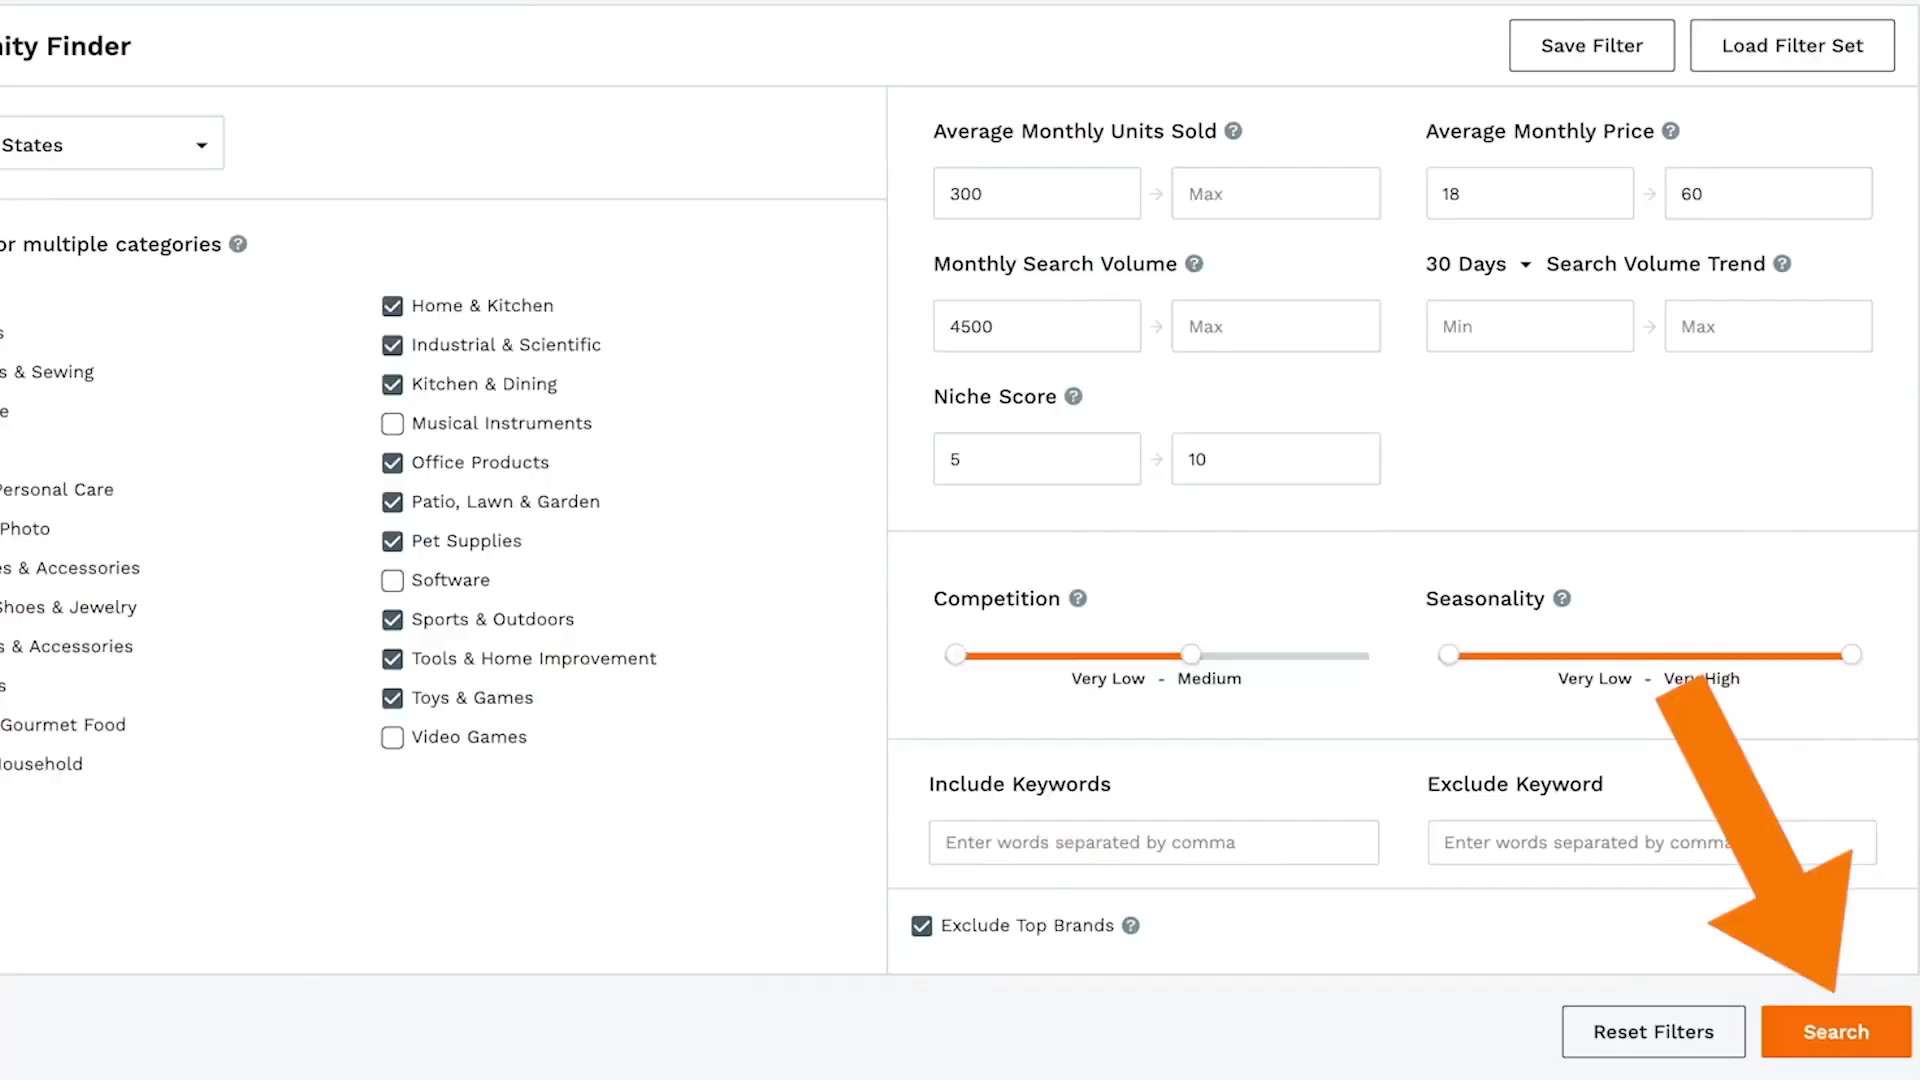 ity Finder
Save Filter
Load Filter Set
States
or multiple categories ?
s
s & Sewing
e
Personal Care
Photo
es & Accessories
Shoes & Jewelry
s & Accessories
s
Gourmet Food
Household
Home & Kitchen
Industrial & Scientific
Kitchen & Dining
Musical Instruments
Office Products
Patio, Lawn & Garden
Pet Supplies
Software
Sports & Outdoors
Tools & Home Improvement
Toys & Games
Video Games
Average Monthly Units Sold ?
300 → Max
Average Monthly Price ?
18 → 60
Monthly Search Volume ?
4500 → Max
30 Days Search Volume Trend ?
Min → Max
Niche Score ?
5 → 10
Competition ?
Very Low - Medium
Seasonality ?
Very Low - Very High
Include Keywords
Enter words separated by comma
Exclude Keyword
Enter words separated by comma
Exclude Top Brands ?
Reset Filters
Search